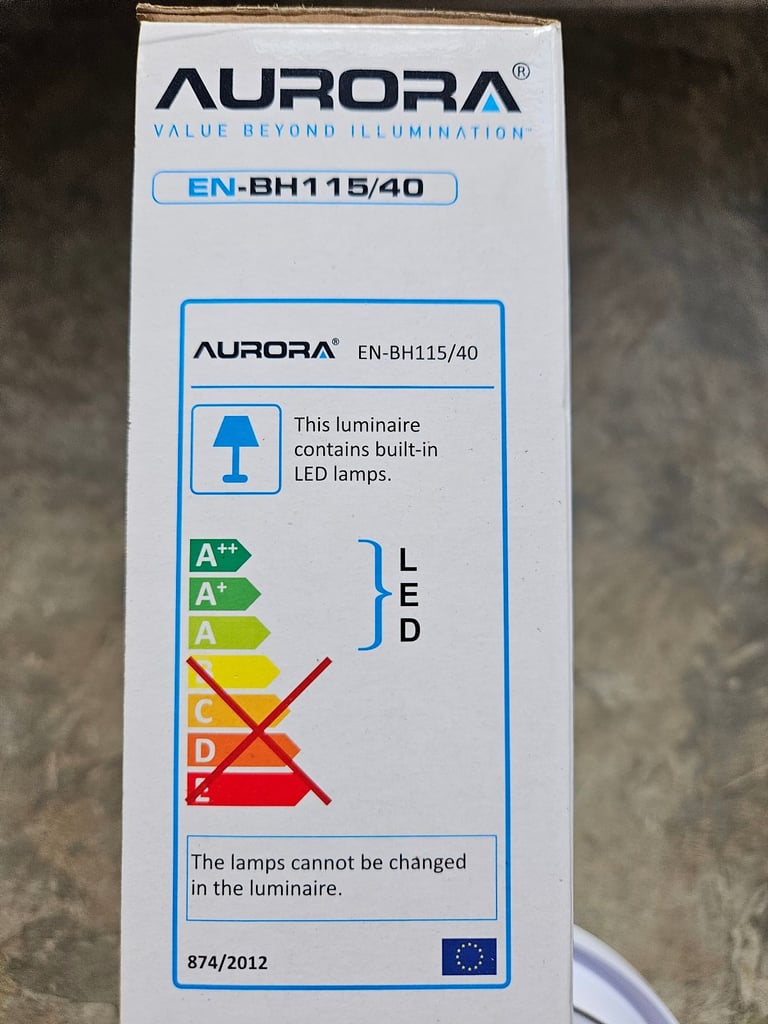 AURORA®
VALUE BEYOND ILLUMINATION™
EN-BH115/40
AURORA® EN-BH115/40
This luminaire
contains built-in
LED lamps.
A++
A+
A
B
C
D
E
L
E
D
The lamps cannot be changed
in the luminaire.
874/2012